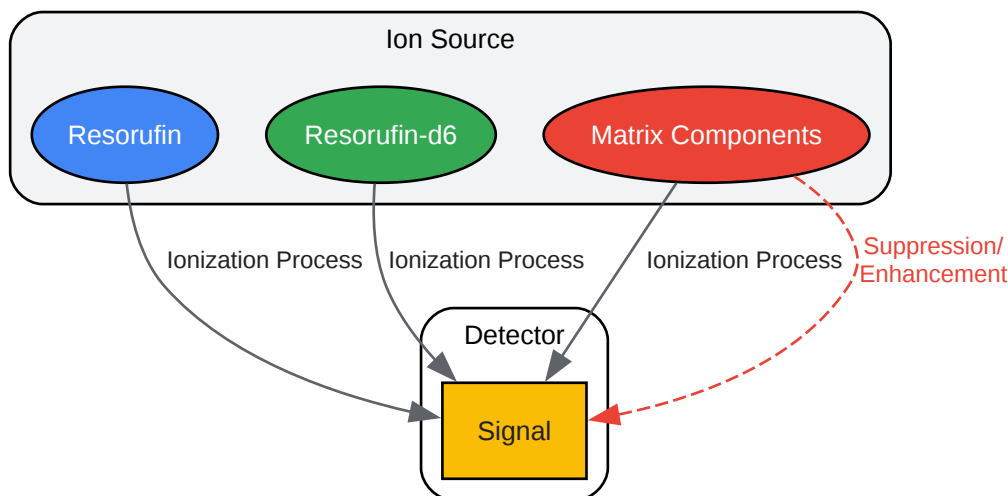 Ion Source
Resorufin
Resorufin-d6
Matrix Components
Ionization Process
Ionization Process
Ionization Process
Suppression/
Enhancement
Detector
Signal